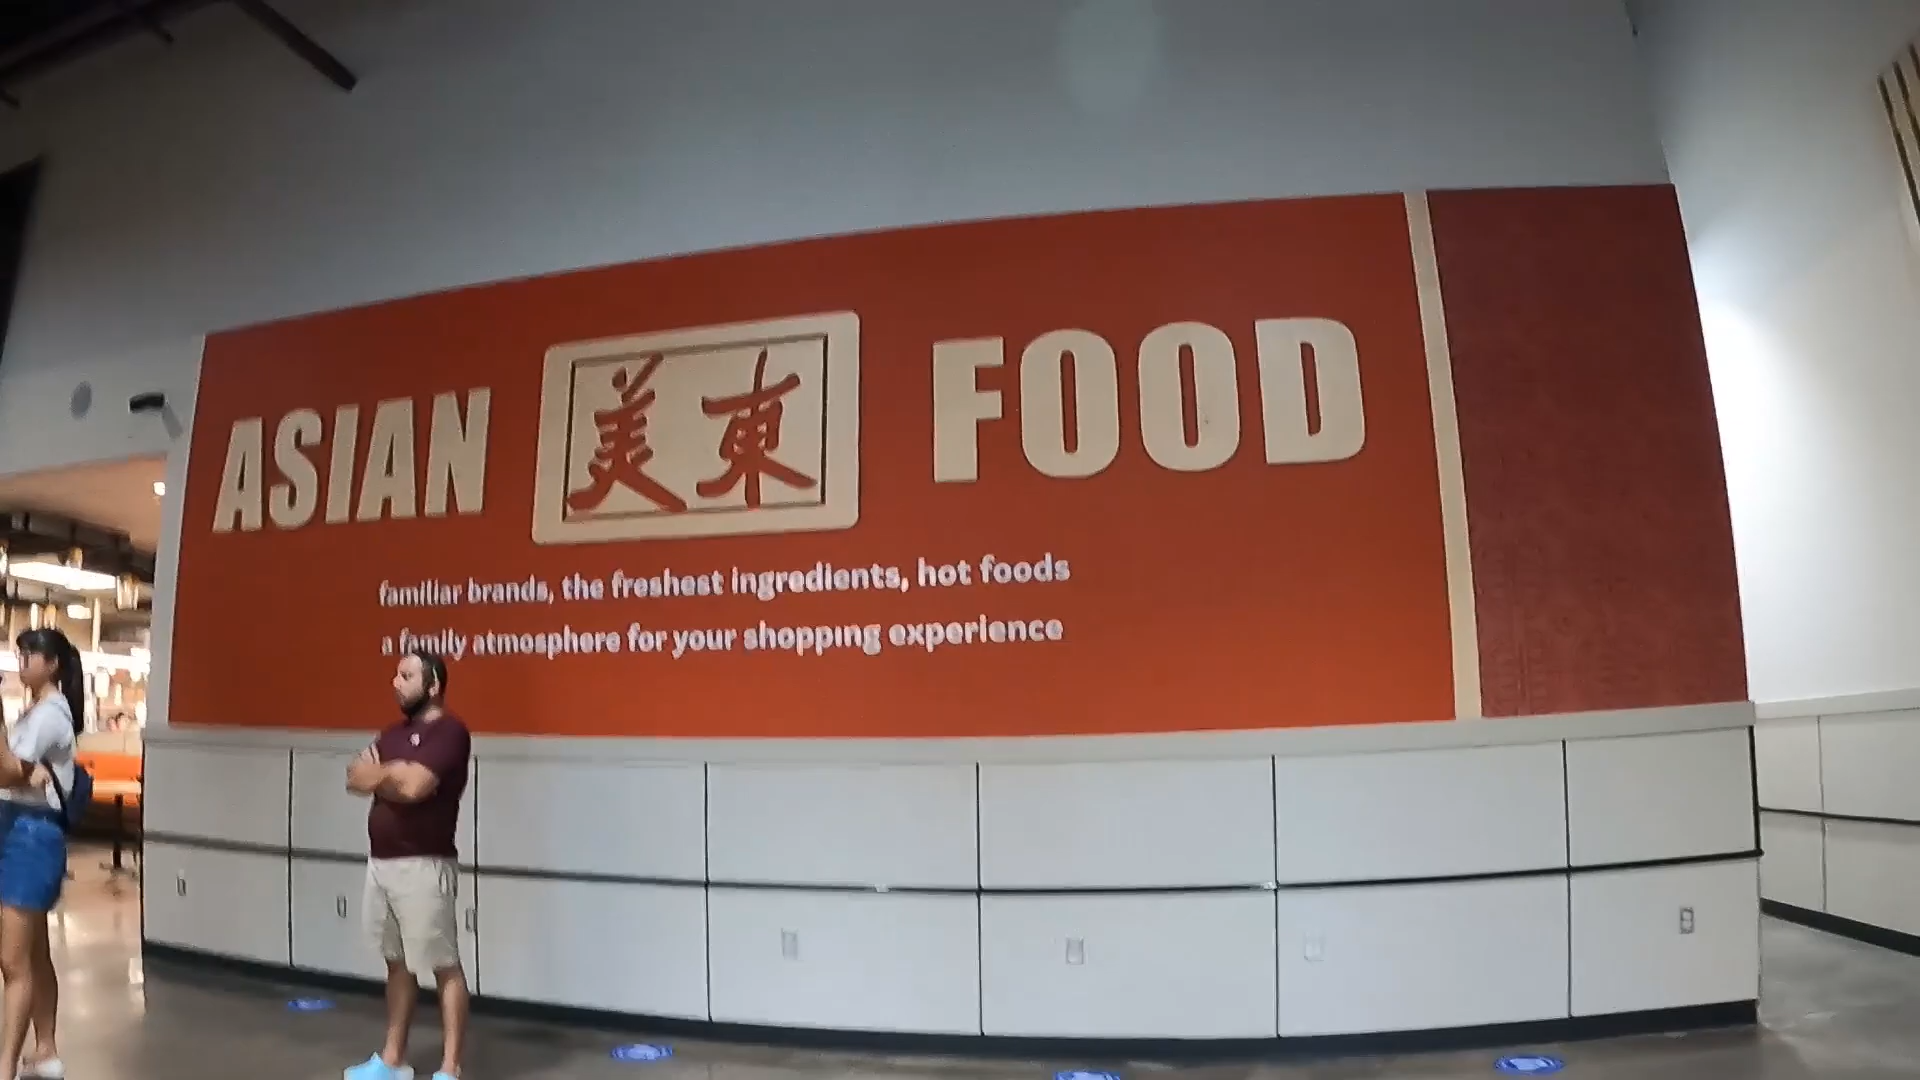 ASIAN 美東 FOOD
familiar brands, the freshest ingredients, hot foods
a family atmosphere for your shopping experience